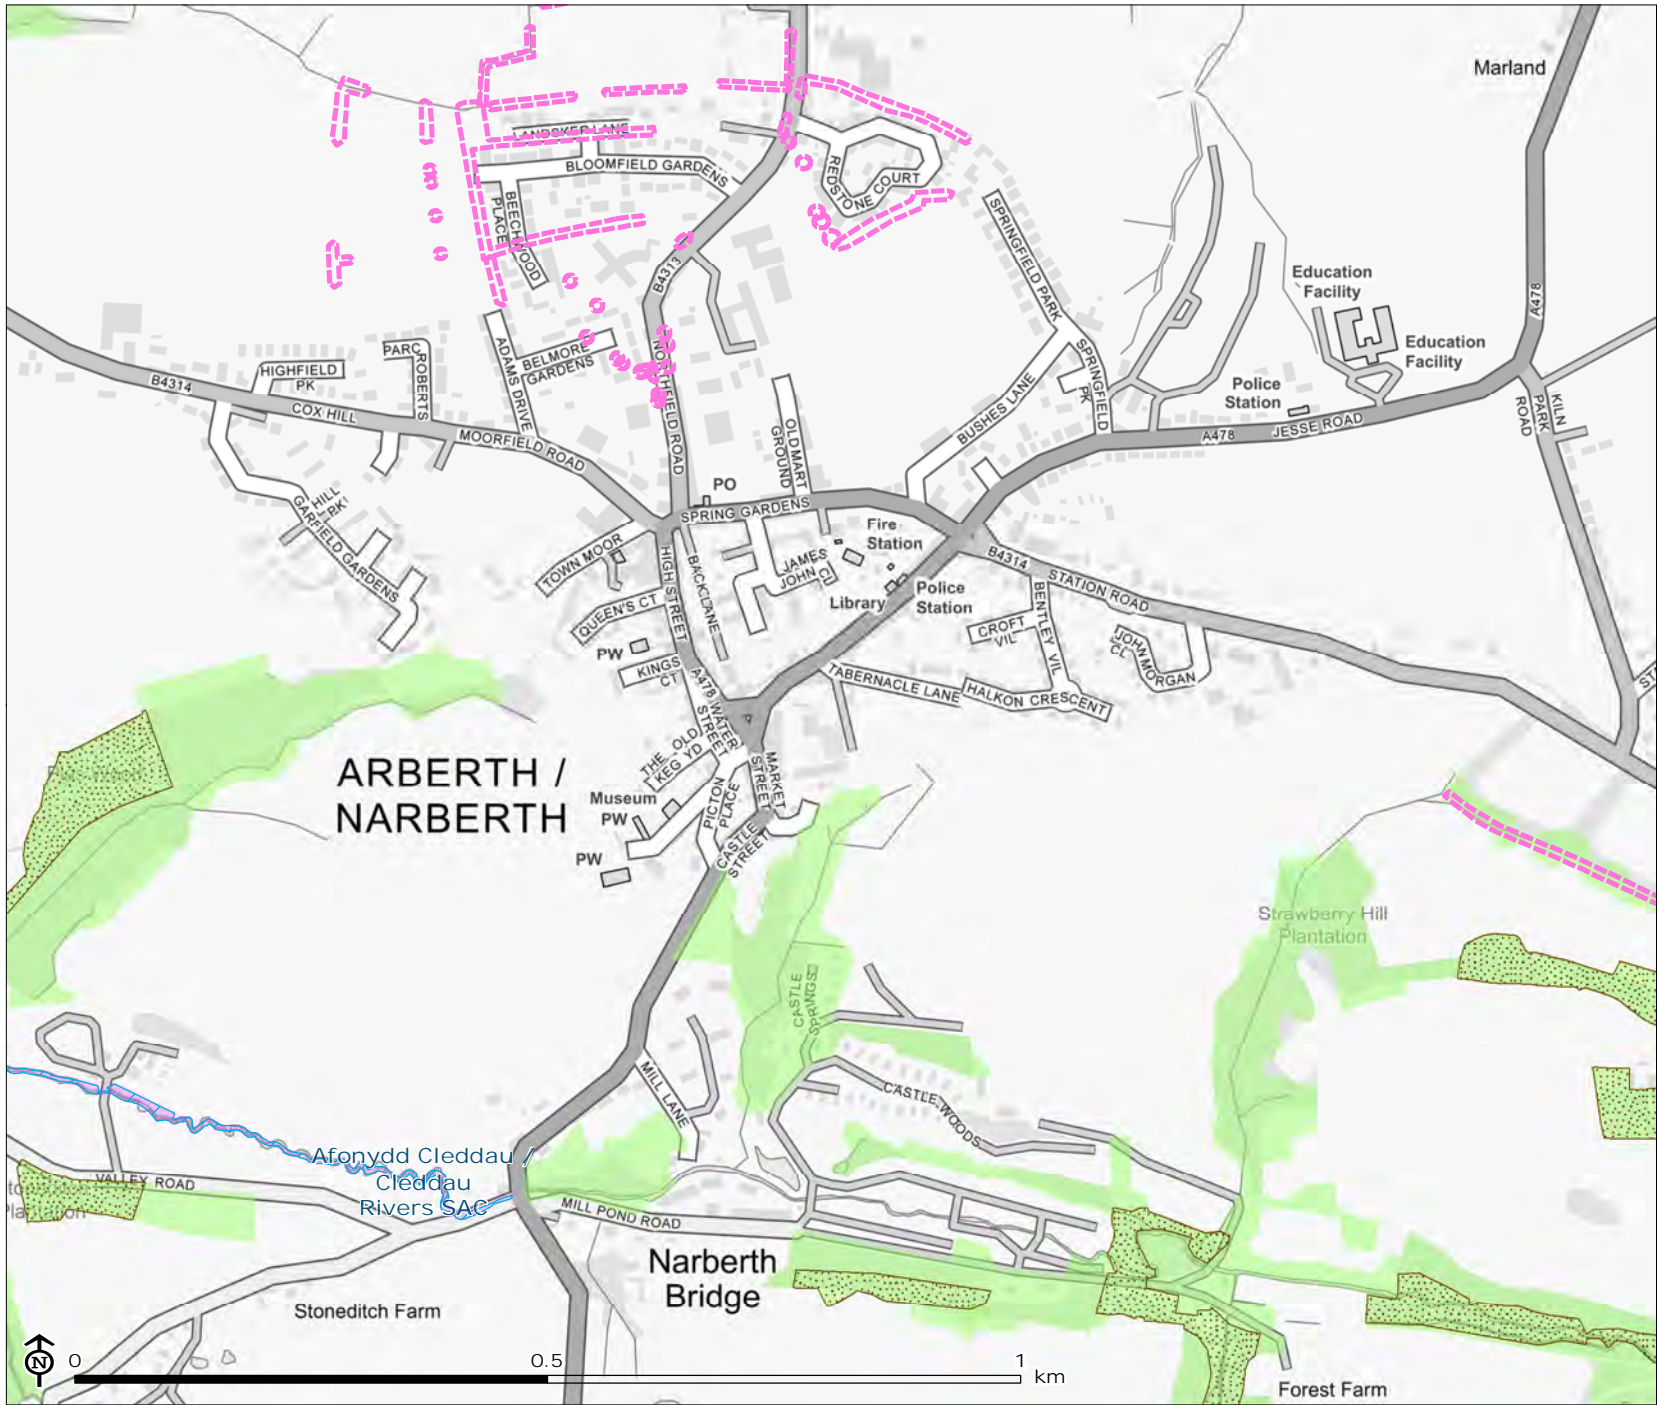 Marland
LANDSKER LANE
BLOOMFIELD GARDENS
BEECHWOOD
PLACE
REDSTONE COURT
SPRINGFIELD PARK
B4313
Education
Facility
A478
Education
Facility
Police
Station
SPRINGFIELD
PK
BUSHES LANE
A478
JESSE ROAD
KILN
PARK
ROAD
PARC
ROBERTS
HIGHFIELD
PK
B4314
COX HILL
MOORFIELD ROAD
ADAMS DRIVE
BELMORE
GARDENS
NORTHFIELD ROAD
OLD MART
GROUND
PO
SPRING GARDENS
HILL
PK
GARFIELD GARDENS
TOWN MOOR
HIGH STREET
BACK LANE
JAMES
JOHN CL
Fire
Station
Library
Police
Station
B4314
STATION ROAD
BENTLEY VIL
CROFT
VIL
JOHN MORGAN
CL
QUEEN'S CT
PW
KINGS
CT
A478
WATER
STREET
TABERNACLE LANE
HALKON CRESCENT
THE OLD
KEG YD
MARKET
STREET
PICTON
PLACE
CASTLE
STREET
Museum
PW
PW
ARBERTH /
NARBERTH
Strawberry Hill
Plantation
CASTLE
SPRINGS
CASTLE WOODS
MILL LANE
Afonydd Cleddau /
Cleddau
Rivers SAC
VALLEY ROAD
MILL POND ROAD
Narberth
Bridge
Stoneditch Farm
Forest Farm
N
0
0.5
1
km